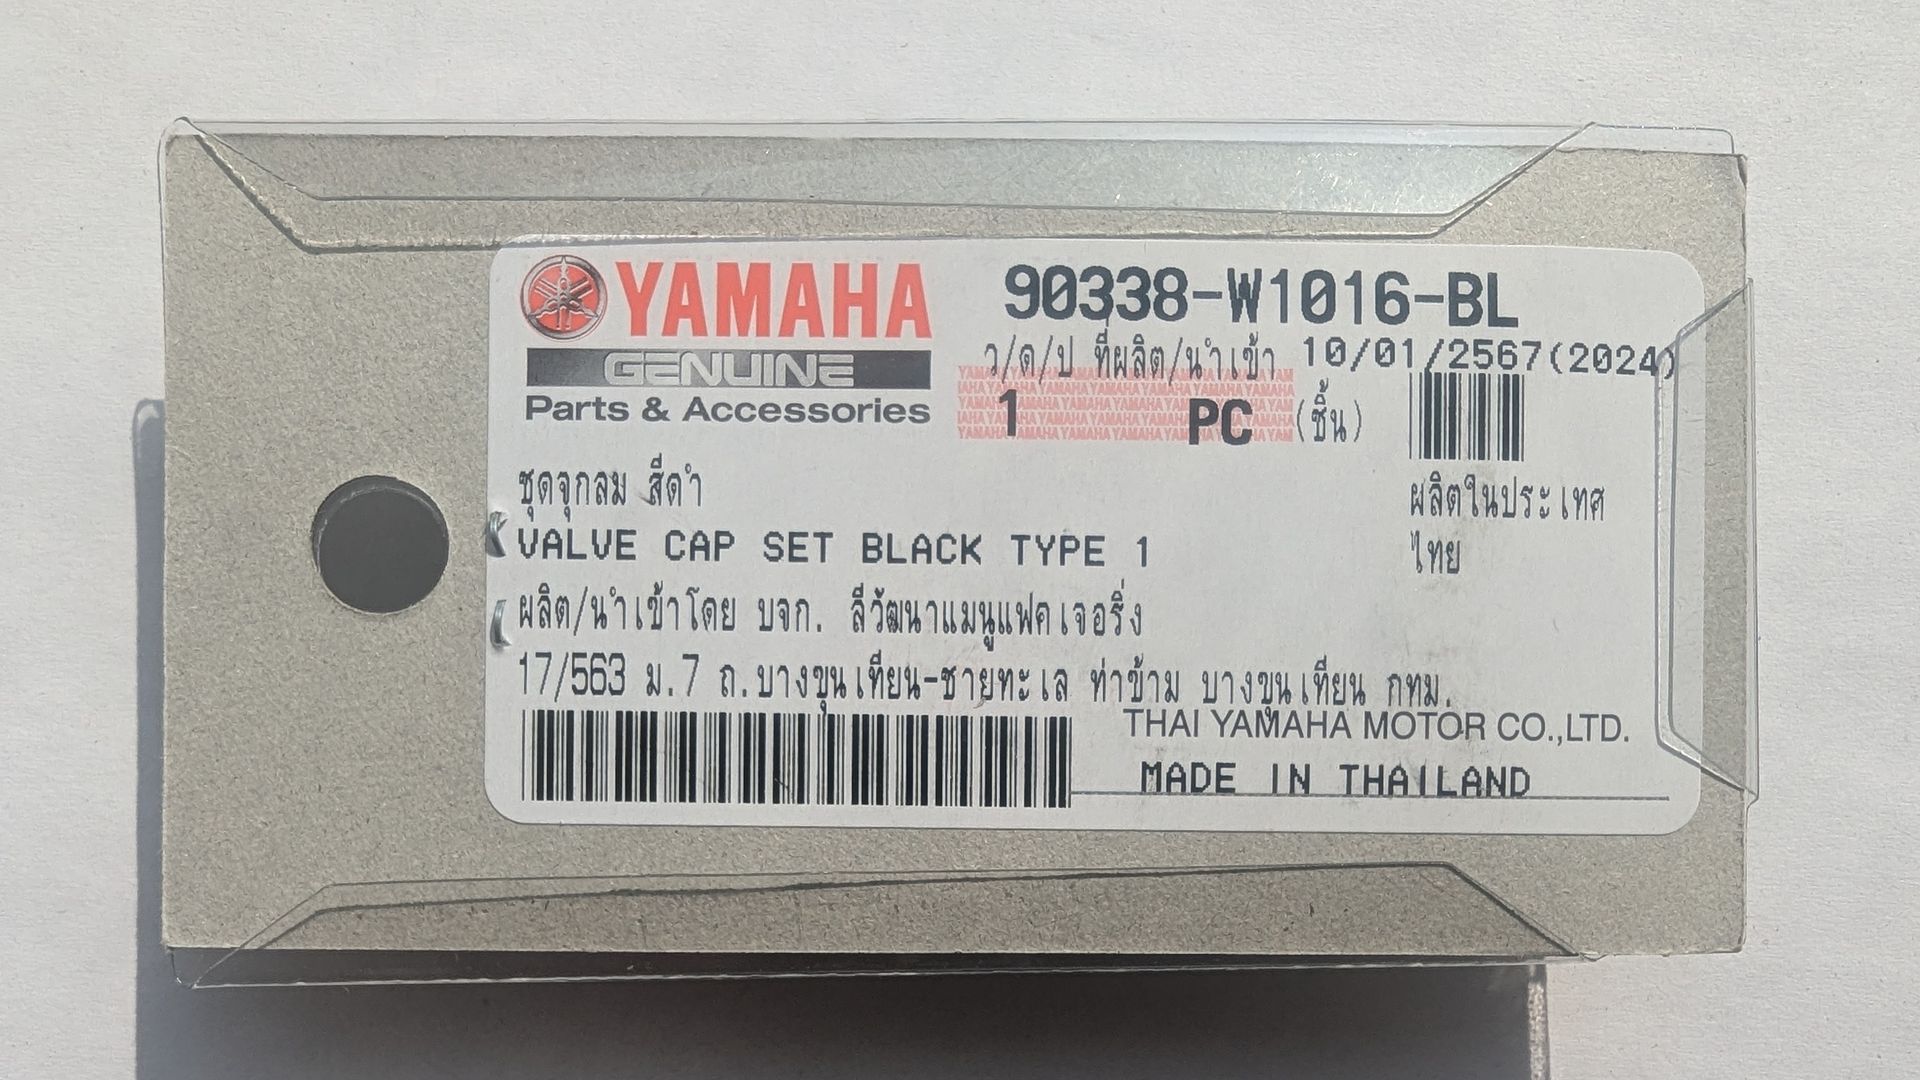 YAMAHA
GENUINE
Parts & Accessories
90338-W1016-BL
ว/ด/ป ที่ผลิต/นำเข้า 10/01/2567(2024)
1 PC (ชิ้น)
ชุดจุกลม สีดำ
VALVE CAP SET BLACK TYPE 1
ผลิตในประเทศ
ไทย
ผลิต/นำเข้าโดย บจก. ลีวัฒนาแมนูแฟคเจอริ่ง
17/563 ม.7 ถ.บางขุนเทียน-ชายทะเล ท่าข้าม บางขุนเทียน กทม.
THAI YAMAHA MOTOR CO.,LTD.
MADE IN THAILAND